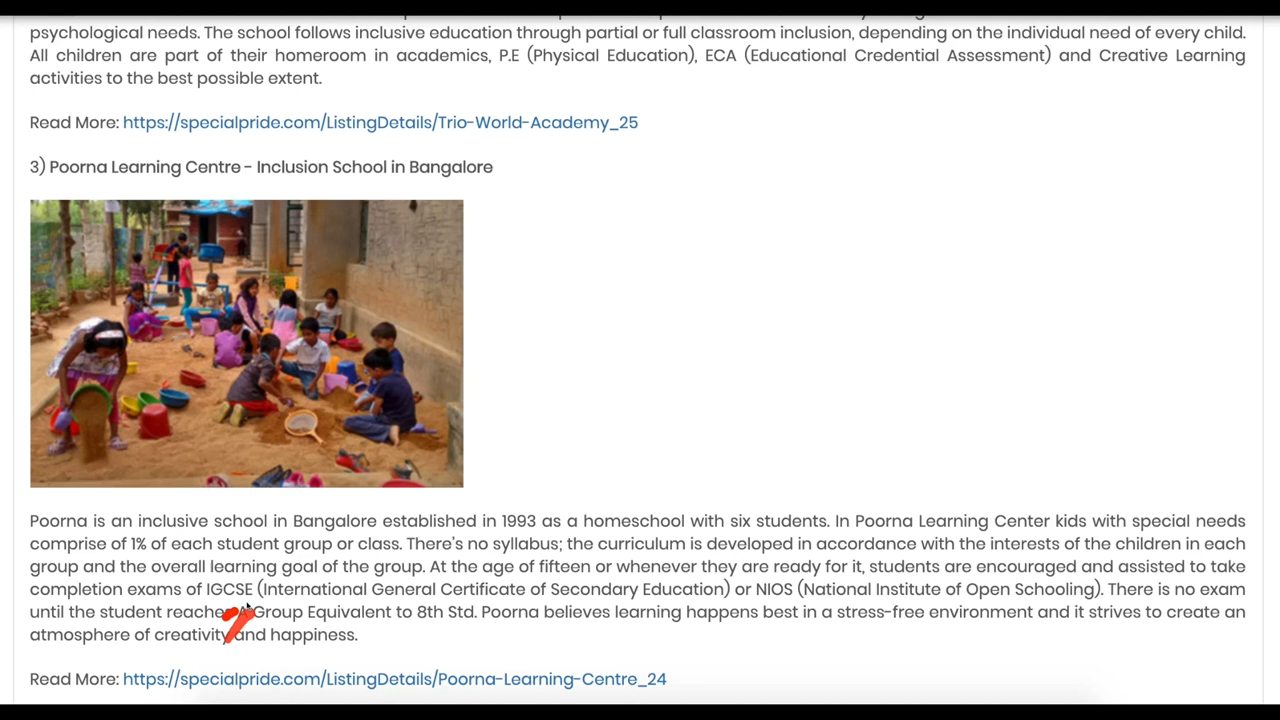 psychological needs. The school follows inclusive education through partial or full classroom inclusion, depending on the individual need of every child.
All children are part of their homeroom in academics, P.E (Physical Education), ECA (Educational Credential Assessment) and Creative Learning
activities to the best possible extent.
Read More: https://specialpride.com/ListingDetails/Trio-World-Academy_25
3) Poorna Learning Centre - Inclusion School in Bangalore
Poorna is an inclusive school in Bangalore established in 1993 as a homeschool with six students. In Poorna Learning Center kids with special needs
comprise of 1% of each student group or class. There's no syllabus; the curriculum is developed in accordance with the interests of the children in each
group and the overall learning goal of the group. At the age of fifteen or whenever they are ready for it, students are encouraged and assisted to take
completion exams of IGCSE (International General Certificate of Secondary Education) or NIOS (National Institute of Open Schooling). There is no exam
until the student reaches A Group Equivalent to 8th Std. Poorna believes learning happens best in a stress-free environment and it strives to create an
atmosphere of creativity and happiness.
Read More: https://specialpride.com/ListingDetails/Poorna-Learning-Centre_24